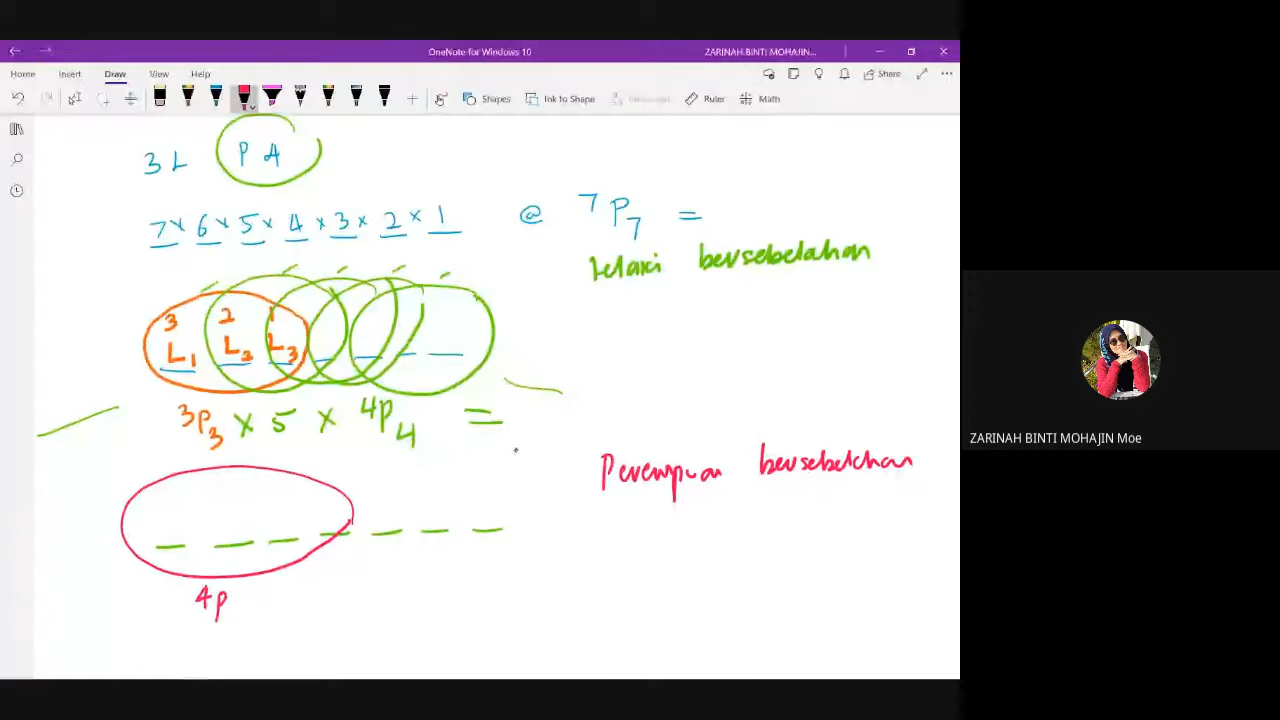 OneNote for Windows 10
ZARINAH BINTI MOHAJIN...
Home Insert Draw View Help
Share
Shapes Ink to Shape Ruler Math
3L PA
7 × 6 × 5 × 4 × 3 × 2 × 1 @ ⁷P₇ =
lelaki bersebelahan
3 2 1
L₁ L₂ L₃
³P₃ × 5 × ⁴P₄ =
Perempuan bersebelahan
4P
ZARINAH BINTI MOHAJIN Moe